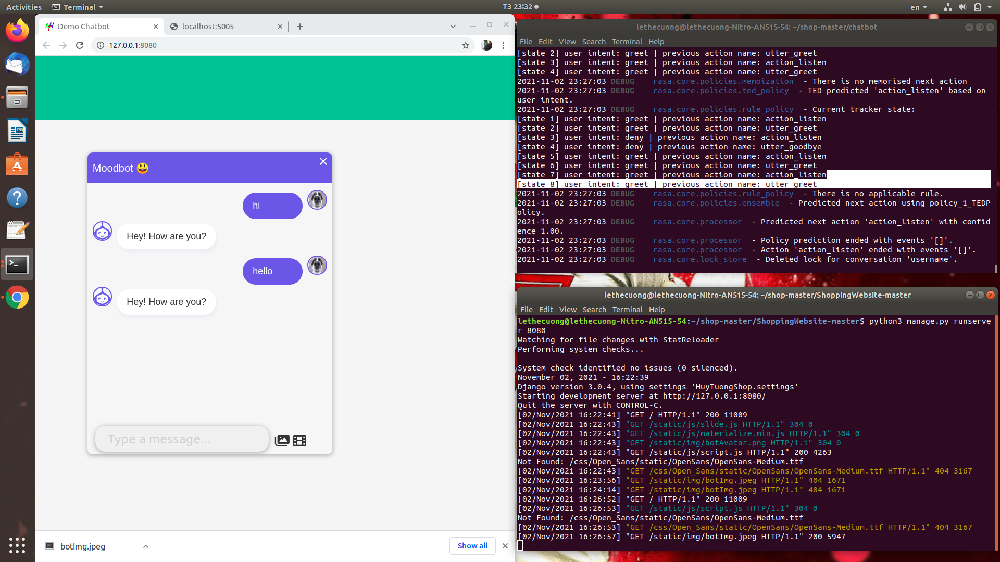 Activities
Terminal
T3 23:32
en
Demo Chatbot
localhost:5005
127.0.0.1:8080
Moodbot 😃
hi
Hey! How are you?
hello
Hey! How are you?
Type a message...
botImg.jpeg
Show all
lethecuong@lethecuong-Nitro-AN515-54: ~/shop-master/chatbot
File Edit View Search Terminal Help
[state 2] user intent: greet | previous action name: utter_greet
[state 3] user intent: greet | previous action name: action_listen
[state 4] user intent: greet | previous action name: utter_greet
2021-11-02 23:27:03 DEBUG    rasa.core.policies.memoization  - There is no memorised next action
2021-11-02 23:27:03 DEBUG    rasa.core.policies.ted_policy  - TED predicted 'action_listen' based on
user intent.
2021-11-02 23:27:03 DEBUG    rasa.core.policies.rule_policy  - Current tracker state:
[state 1] user intent: greet | previous action name: action_listen
[state 2] user intent: greet | previous action name: utter_greet
[state 3] user intent: deny | previous action name: action_listen
[state 4] user intent: deny | previous action name: utter_goodbye
[state 5] user intent: greet | previous action name: action_listen
[state 6] user intent: greet | previous action name: utter_greet
[state 7] user intent: greet | previous action name: action_listen
[state 8] user intent: greet | previous action name: utter_greet
2021-11-02 23:27:03 DEBUG    rasa.core.policies.rule_policy  - There is no applicable rule.
2021-11-02 23:27:03 DEBUG    rasa.core.policies.ensemble  - Predicted next action using policy_1_TEDP
olicy.
2021-11-02 23:27:03 DEBUG    rasa.core.processor  - Predicted next action 'action_listen' with confid
ence 1.00.
2021-11-02 23:27:03 DEBUG    rasa.core.processor  - Policy prediction ended with events '[]'.
2021-11-02 23:27:03 DEBUG    rasa.core.processor  - Action 'action_listen' ended with events '[]'.
2021-11-02 23:27:03 DEBUG    rasa.core.lock_store  - Deleted lock for conversation 'username'.
lethecuong@lethecuong-Nitro-AN515-54: ~/shop-master/ShoppingWebsite-master
File Edit View Search Terminal Help
lethecuong@lethecuong-Nitro-AN515-54:~/shop-master/ShoppingWebsite-master$ python3 manage.py runserve
r 8080
Watching for file changes with StatReloader
Performing system checks...
System check identified no issues (0 silenced).
November 02, 2021 - 16:22:39
Django version 3.0.4, using settings 'HuyTuongShop.settings'
Starting development server at http://127.0.0.1:8080/
Quit the server with CONTROL-C.
[02/Nov/2021 16:22:41] "GET / HTTP/1.1" 200 11009
[02/Nov/2021 16:22:43] "GET /static/js/slide.js HTTP/1.1" 304 0
[02/Nov/2021 16:22:43] "GET /static/js/materialize.min.js HTTP/1.1" 304 0
[02/Nov/2021 16:22:43] "GET /static/img/botAvatar.png HTTP/1.1" 304 0
[02/Nov/2021 16:22:43] "GET /static/js/script.js HTTP/1.1" 200 4263
Not Found: /css/Open_Sans/static/OpenSans/OpenSans-Medium.ttf
[02/Nov/2021 16:22:43] "GET /css/Open_Sans/static/OpenSans/OpenSans-Medium.ttf HTTP/1.1" 404 3167
[02/Nov/2021 16:23:56] "GET /static/img/botImg.jpeg HTTP/1.1" 404 1671
[02/Nov/2021 16:24:14] "GET /static/img/botImg.jpeg HTTP/1.1" 404 1671
[02/Nov/2021 16:26:52] "GET / HTTP/1.1" 200 11009
[02/Nov/2021 16:26:53] "GET /static/js/script.js HTTP/1.1" 304 0
Not Found: /css/Open_Sans/static/OpenSans/OpenSans-Medium.ttf
[02/Nov/2021 16:26:53] "GET /css/Open_Sans/static/OpenSans/OpenSans-Medium.ttf HTTP/1.1" 404 3167
[02/Nov/2021 16:26:57] "GET /static/img/botImg.jpeg HTTP/1.1" 200 5947